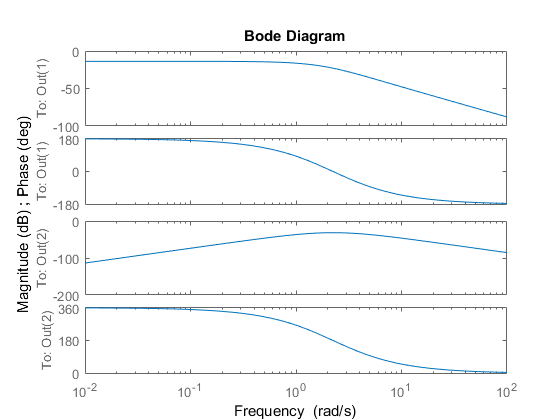 Bode Diagram
Magnitude (dB) ; Phase (deg)
To: Out(1)
0
-50
-100
To: Out(1)
180
0
-180
To: Out(2)
0
-100
-200
To: Out(2)
360
180
0
10^-2 10^-1 10^0 10^1 10^2
Frequency (rad/s)